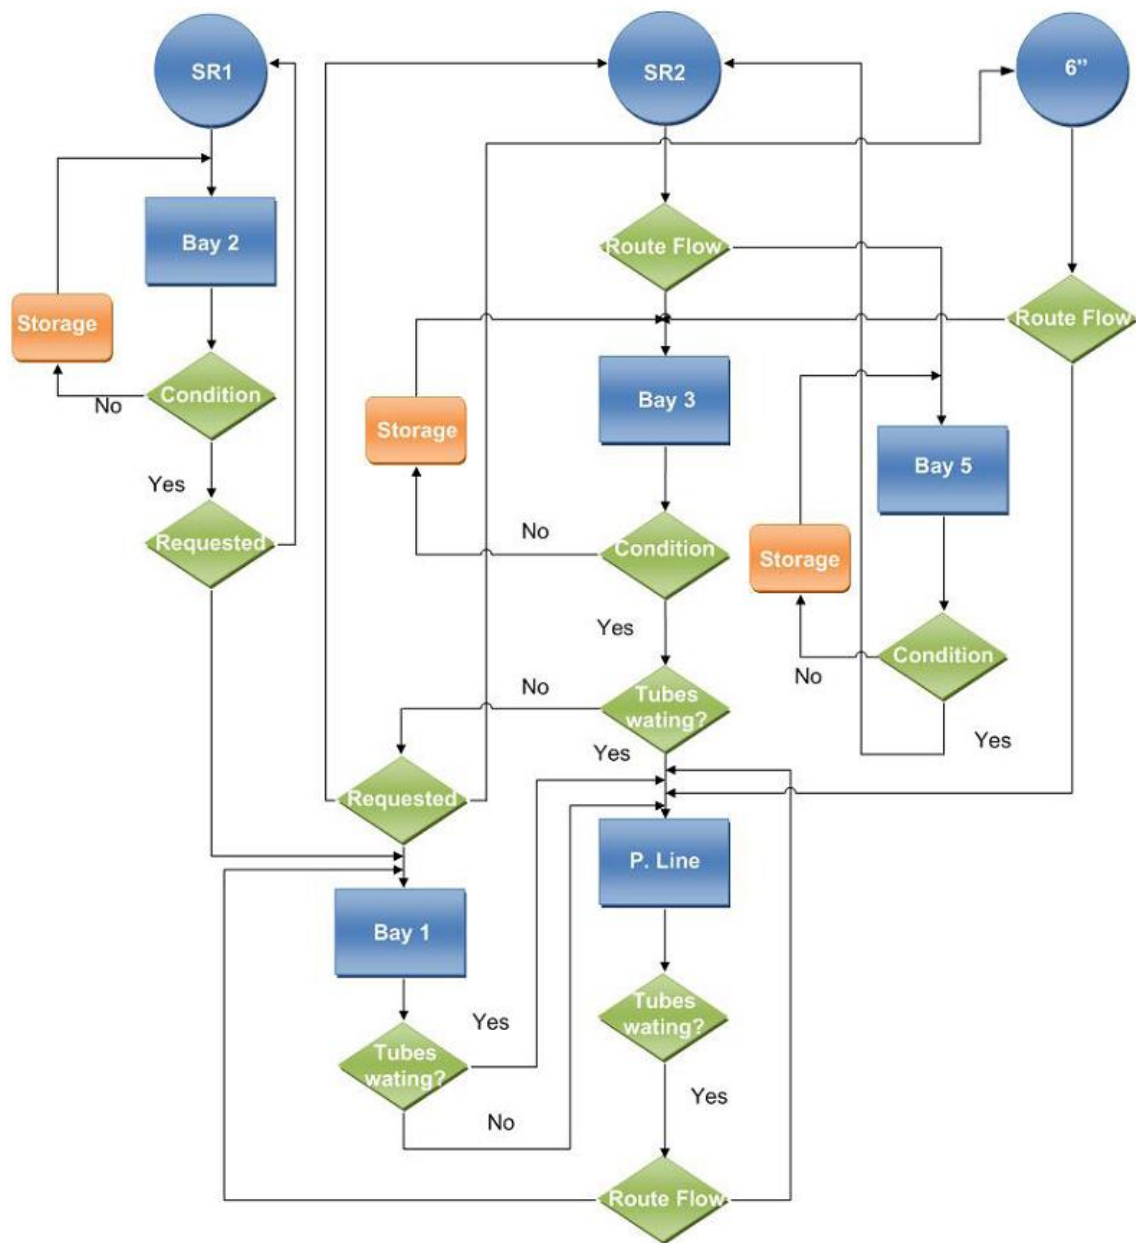 SR1
SR2
6”
Bay 2
Route Flow
Storage
Route Flow
Condition
No
Bay 3
Storage
Bay 5
Yes
Requested
No
Condition
Storage
Yes
Condition
No
No
Tubes
wating?
Yes
Yes
Requested
P. Line
Bay 1
Tubes
wating?
Yes
Tubes
wating?
Yes
No
Route Flow